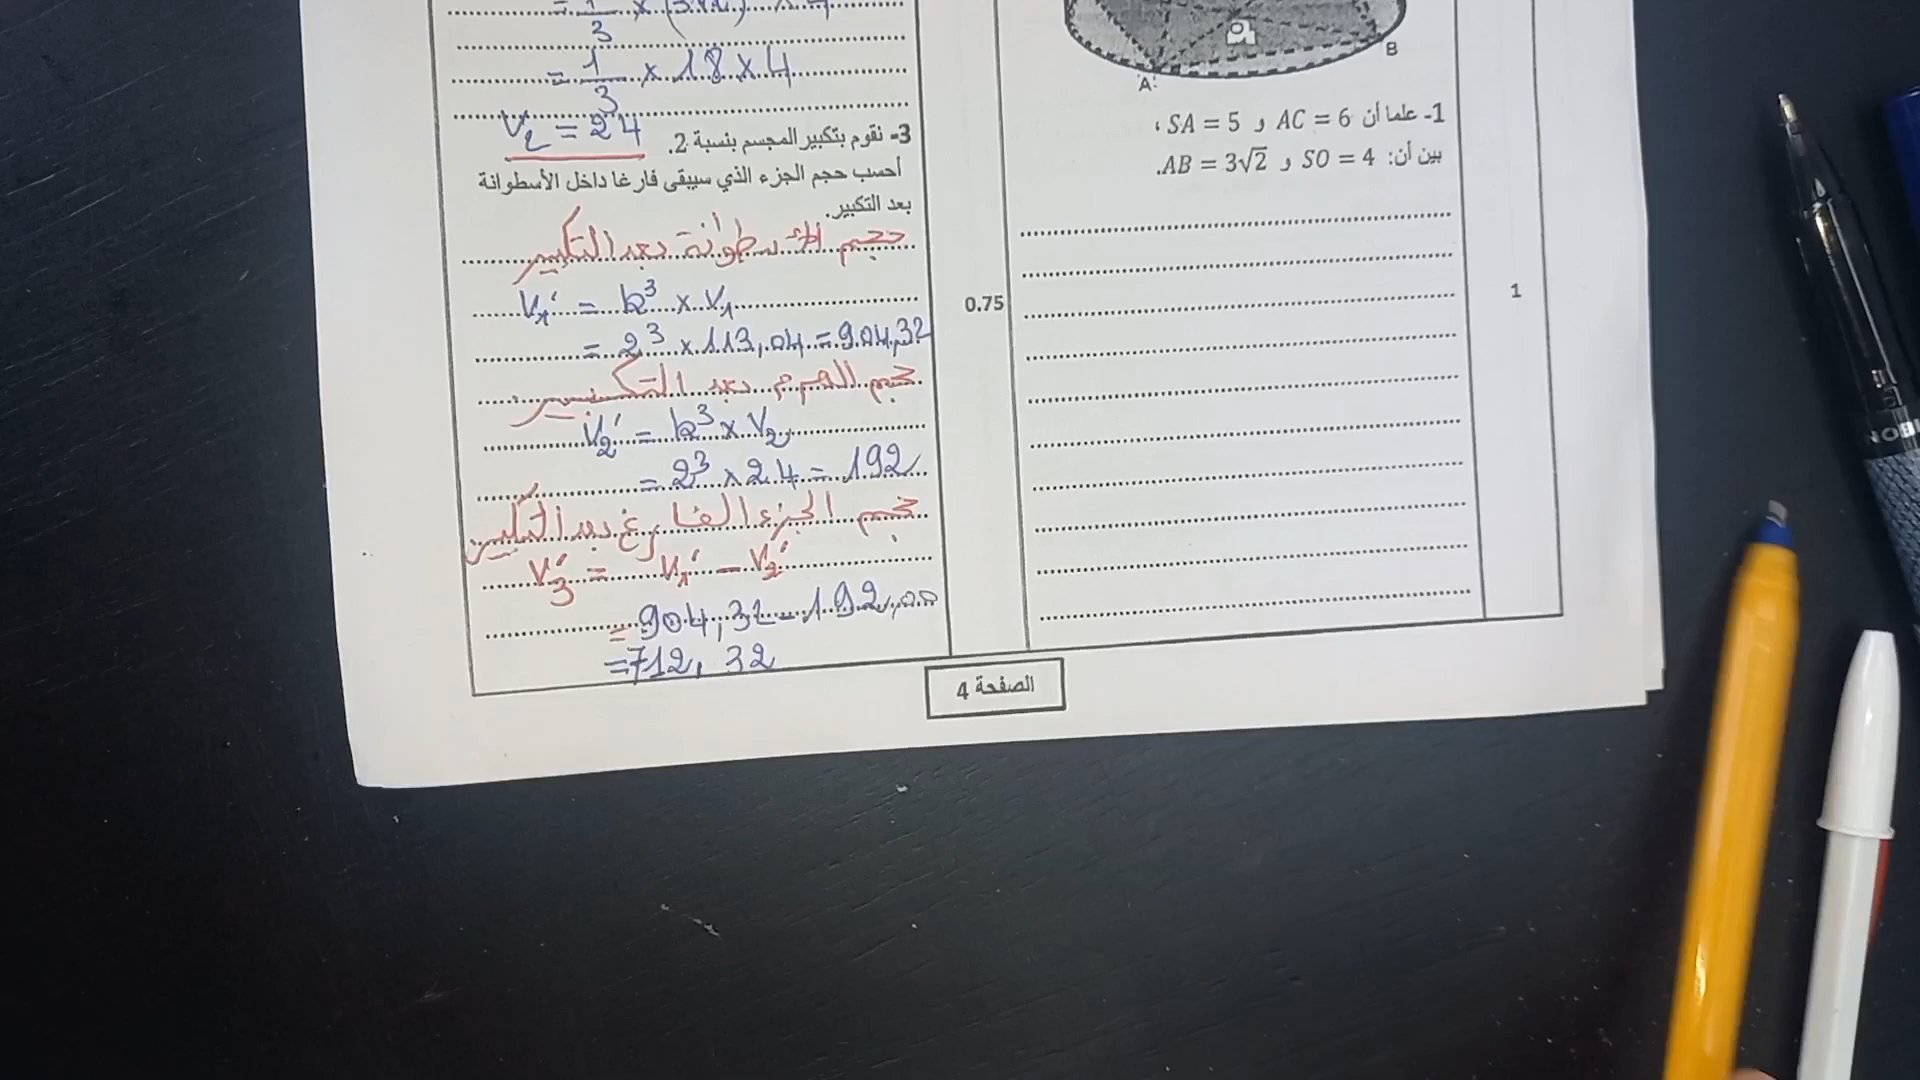 B
A
1- علما أن AC = 6 و SA = 5 ،
بين أن: SO = 4 و AB = 3√2.
1
= 1/3 × 18 × 4
V2 = 24
3- نقوم بتكبير المجسم بنسبة 2.
أحسب حجم الجزء الذي سيبقى فارغا داخل الأسطوانة
بعد التكبير.
حجم الأسطوانة بعد التكبير
V1' = k³ × V1
= 2³ × 113,04 = 904,32
حجم الهرم بعد التكبير
V2' = k³ × V2
= 2³ × 24 = 192
حجم الجزء الفارغ بعد التكبير
V3' = V1' − V2'
= 904,32 − 192,00
= 712,32
0.75
الصفحة 4
NOB